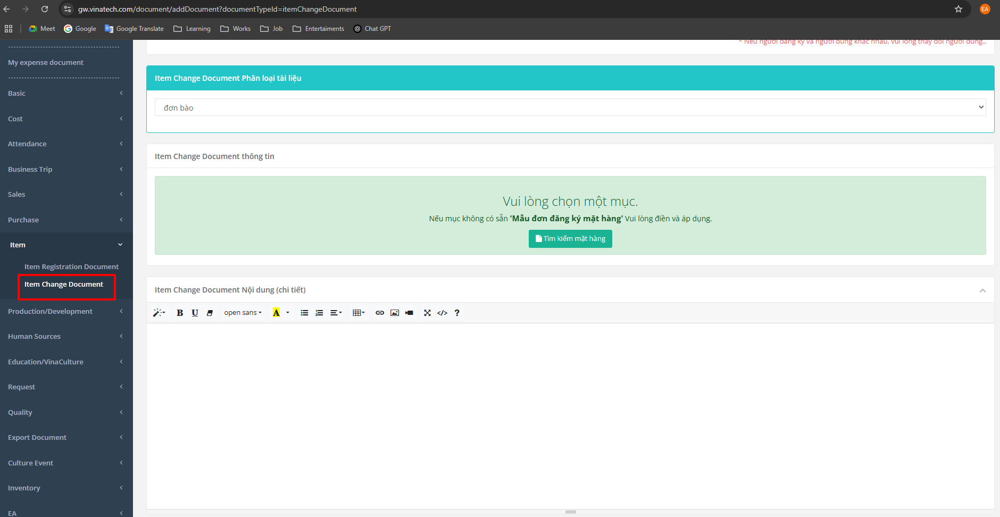 gw.vinatech.com/document/addDocument?documentTypeId=itemChangeDocument
EA
Meet
Google
Google Translate
Learning
Works
Job
Entertaiments
Chat GPT
My expense document
Basic
Cost
Attendance
Business Trip
Sales
Purchase
Item
Item Registration Document
Item Change Document
Production/Development
Human Sources
Education/VinaCulture
Request
Quality
Export Document
Culture Event
Inventory
EA
* Nếu người đăng ký và người dùng khác nhau, vui lòng thay đổi người dùng..
Item Change Document Phân loại tài liệu
đơn bào
Item Change Document thông tin
Vui lòng chọn một mục.
Nếu mục không có sẵn 'Mẫu đơn đăng ký mặt hàng' Vui lòng điền và áp dụng.
Tìm kiếm mặt hàng
Item Change Document Nội dung (chi tiết)
B U open sans A </> ?